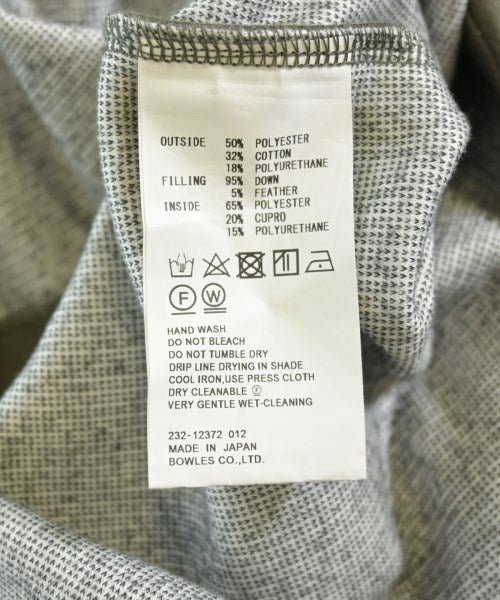 OUTSIDE 50% POLYESTER
32% COTTON
18% POLYURETHANE
FILLING 95% DOWN
5% FEATHER
INSIDE 65% POLYESTER
20% CUPRO
15% POLYURETHANE
F W
HAND WASH
DO NOT BLEACH
DO NOT TUMBLE DRY
DRIP LINE DRYING IN SHADE
COOL IRON,USE PRESS CLOTH
DRY CLEANABLE Ⓕ
VERY GENTLE WET-CLEANING
232-12372 012
MADE IN JAPAN
BOWLES CO.,LTD.